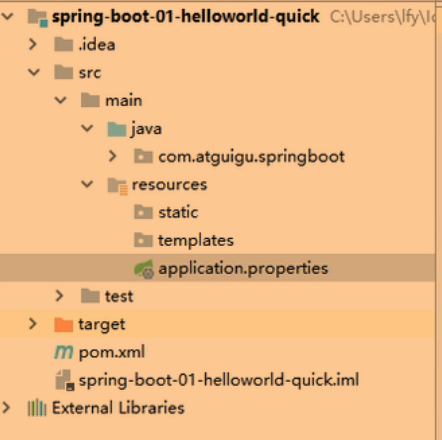 spring-boot-01-helloworld-quick C:\Users\lfy\
.idea
src
main
java
com.atguigu.springboot
resources
static
templates
application.properties
test
target
pom.xml
spring-boot-01-helloworld-quick.iml
External Libraries